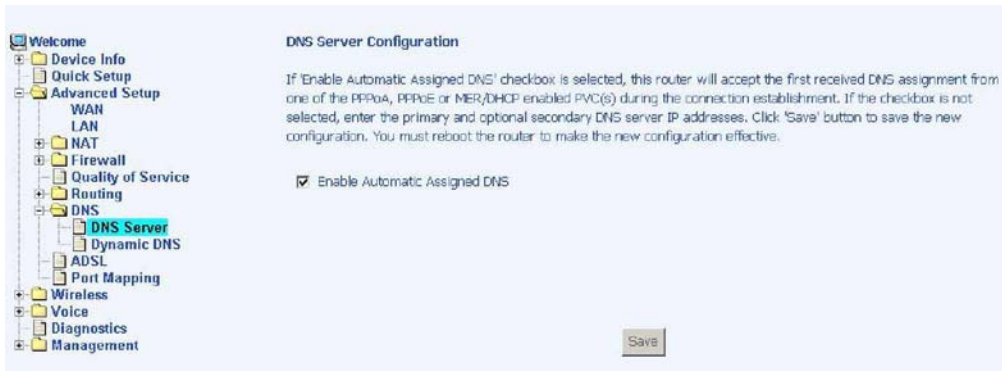 Welcome
Device Info
Quick Setup
Advanced Setup
WAN
LAN
NAT
Firewall
Quality of Service
Routing
DNS
DNS Server
Dynamic DNS
ADSL
Port Mapping
Wireless
Voice
Diagnostics
Management
DNS Server Configuration
If 'Enable Automatic Assigned DNS' checkbox is selected, this router will accept the first received DNS assignment from
one of the PPPoA, PPPoE or MER/DHCP enabled PVC(s) during the connection establishment. If the checkbox is not
selected, enter the primary and optional secondary DNS server IP addresses. Click 'Save' button to save the new
configuration. You must reboot the router to make the new configuration effective.
Enable Automatic Assigned DNS
Save